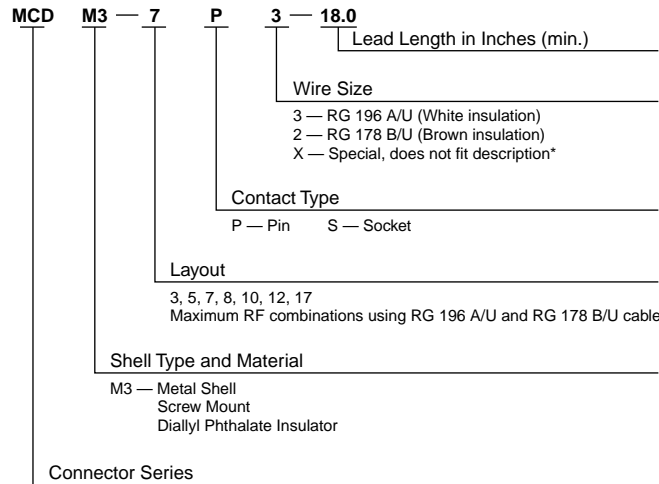 MCD M3 — 7 P 3 — 18.0
Lead Length in Inches (min.)
Wire Size
3 — RG 196 A/U (White insulation)
2 — RG 178 B/U (Brown insulation)
X — Special, does not fit description*
Contact Type
P — Pin S — Socket
Layout
3, 5, 7, 8, 10, 12, 17
Maximum RF combinations using RG 196 A/U and RG 178 B/U cable
Shell Type and Material
M3 — Metal Shell
Screw Mount
Diallyl Phthalate Insulator
Connector Series